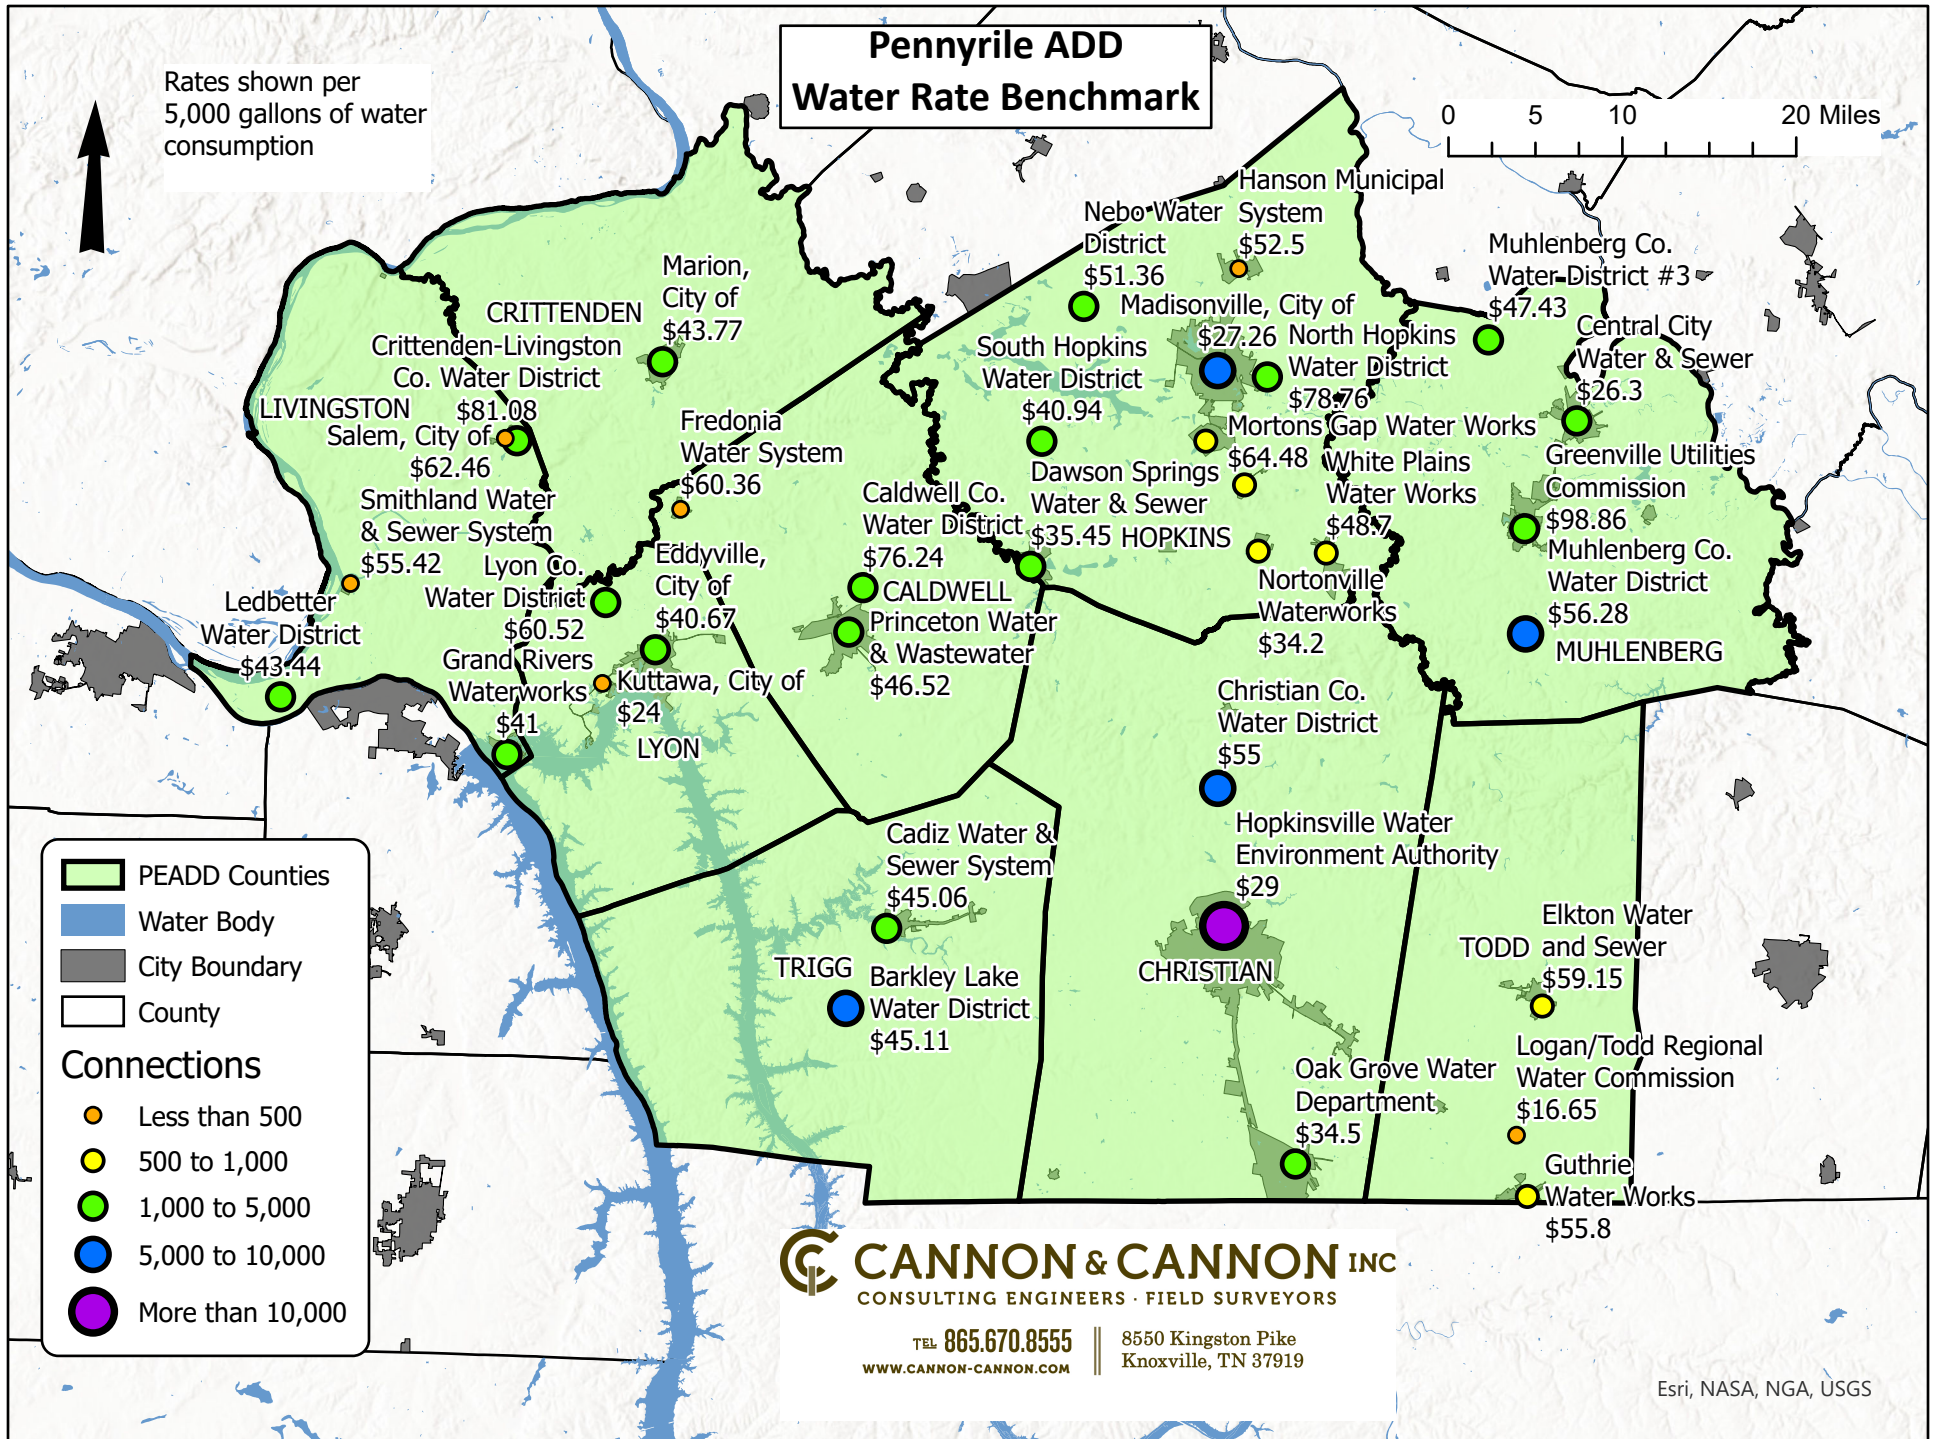 Pennyrile ADD
Water Rate Benchmark
Rates shown per
5,000 gallons of water
consumption
0 5 10 20 Miles
Hanson Municipal
System
$52.5
Nebo Water
District
$51.36
Muhlenberg Co.
Water District #3
$47.43
Marion,
City of
$43.77
CRITTENDEN
Madisonville, City of
$27.26
North Hopkins
Water District
$78.76
Central City
Water & Sewer
$26.3
Crittenden-Livingston
Co. Water District
$81.08
South Hopkins
Water District
$40.94
LIVINGSTON
Salem, City of
$62.46
Fredonia
Water System
$60.36
Mortons Gap Water Works
$64.48
White Plains
Water Works
$48.7
Greenville Utilities
Commission
$98.86
Smithland Water
& Sewer System
$55.42
Caldwell Co.
Water District
$76.24
Dawson Springs
Water & Sewer
$35.45
HOPKINS
Lyon Co.
Water District
$60.52
Eddyville,
City of
$40.67
CALDWELL
Princeton Water
& Wastewater
$46.52
Nortonville
Waterworks
$34.2
Muhlenberg Co.
Water District
$56.28
MUHLENBERG
Ledbetter
Water District
$43.44
Grand Rivers
Waterworks
$41
Kuttawa, City of
$24
LYON
Christian Co.
Water District
$55
Cadiz Water &
Sewer System
$45.06
Hopkinsville Water
Environment Authority
$29
TRIGG
Barkley Lake
Water District
$45.11
CHRISTIAN
TODD
Elkton Water
and Sewer
$59.15
Oak Grove Water
Department
$34.5
Logan/Todd Regional
Water Commission
$16.65
Guthrie
Water Works
$55.8
PEADD Counties
Water Body
City Boundary
County
Connections
Less than 500
500 to 1,000
1,000 to 5,000
5,000 to 10,000
More than 10,000
CANNON & CANNON INC
CONSULTING ENGINEERS · FIELD SURVEYORS
TEL 865.670.8555
WWW.CANNON-CANNON.COM
8550 Kingston Pike
Knoxville, TN 37919
Esri, NASA, NGA, USGS